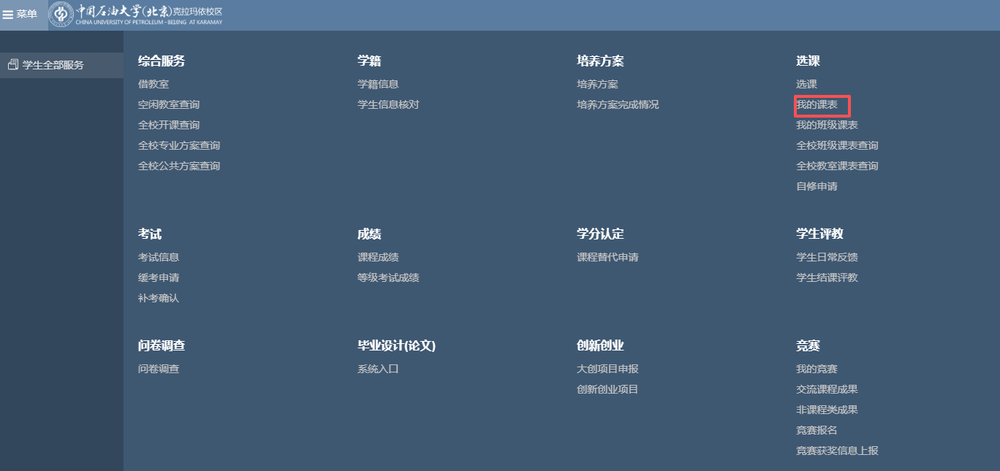 菜单
中国石油大学(北京)克拉玛依校区
CHINA UNIVERSITY OF PETROLEUM - BEIJING AT KARAMAY
学生全部服务
综合服务
借教室
空闲教室查询
全校开课查询
全校专业方案查询
全校公共方案查询
学籍
学籍信息
学生信息核对
培养方案
培养方案
培养方案完成情况
选课
选课
我的课表
我的班级课表
全校班级课表查询
全校教室课表查询
自修申请
考试
考试信息
缓考申请
补考确认
成绩
课程成绩
等级考试成绩
学分认定
课程替代申请
学生评教
学生日常反馈
学生结课评教
问卷调查
问卷调查
毕业设计(论文)
系统入口
创新创业
大创项目申报
创新创业项目
竞赛
我的竞赛
交流课程成果
非课程类成果
竞赛报名
竞赛获奖信息上报